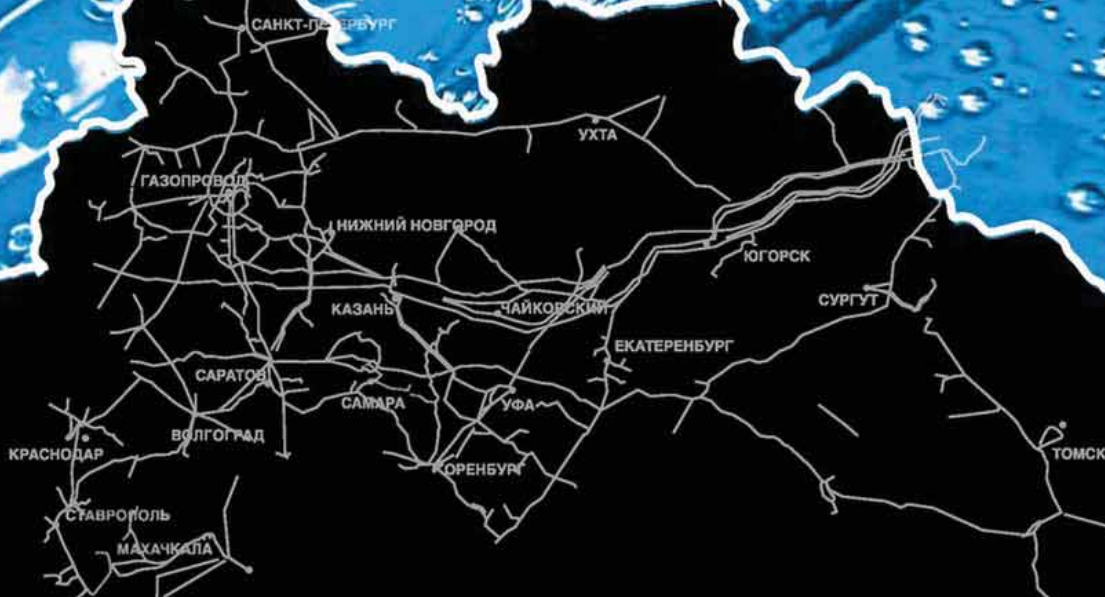 САНКТ-ПЕТЕРБУРГ
УХТА
ГАЗОПРОВОД
НИЖНИЙ НОВГОРОД
ЮГОРСК
СУРГУТ
КАЗАНЬ
ЧАЙКОВСКИЙ
ЕКАТЕРЕНБУРГ
САРАТОВ
САМАРА
УФА
ВОЛГОГРАД
КРАСНОДАР
ТОМСК
ОРЕНБУРГ
СТАВРОПОЛЬ
МАХАЧКАЛА